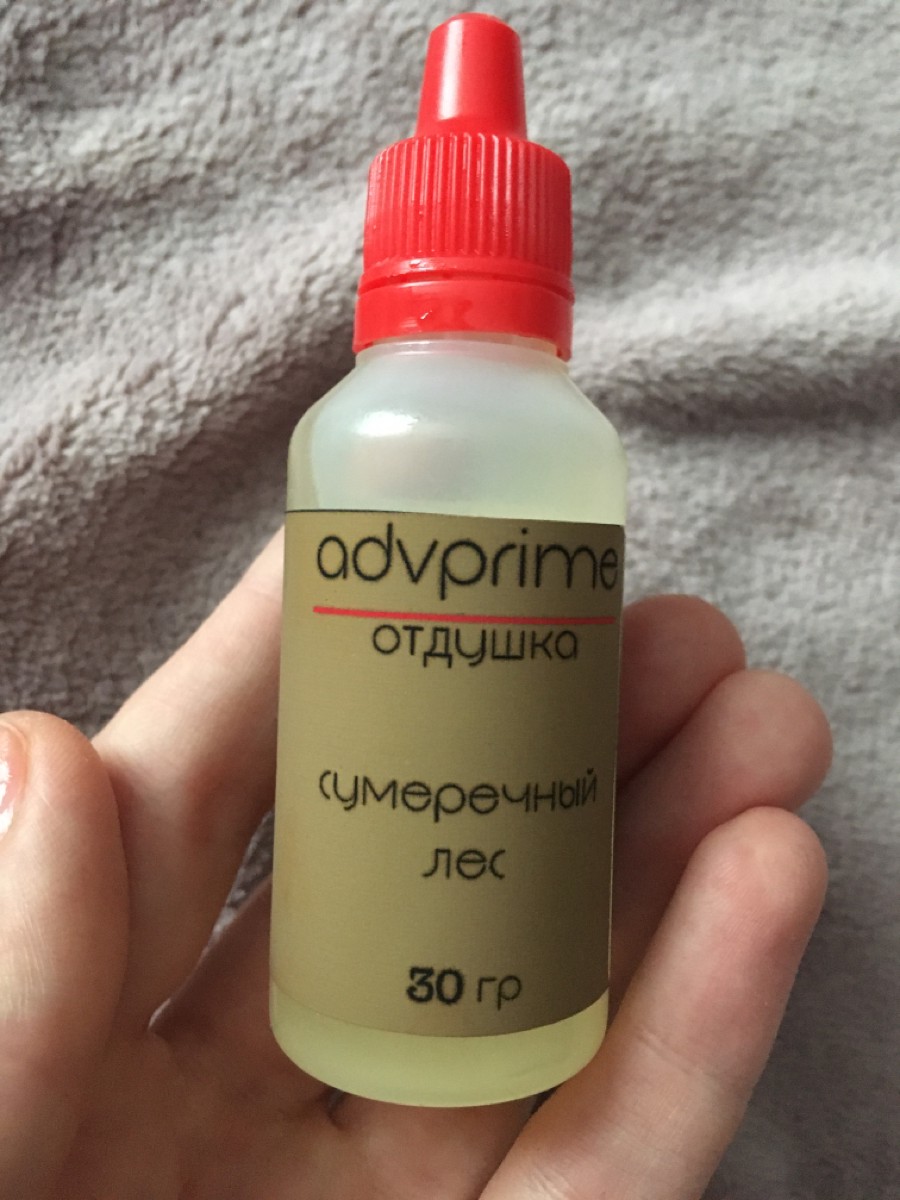 advprime
отдушка
сумеречный
лес
30 гр